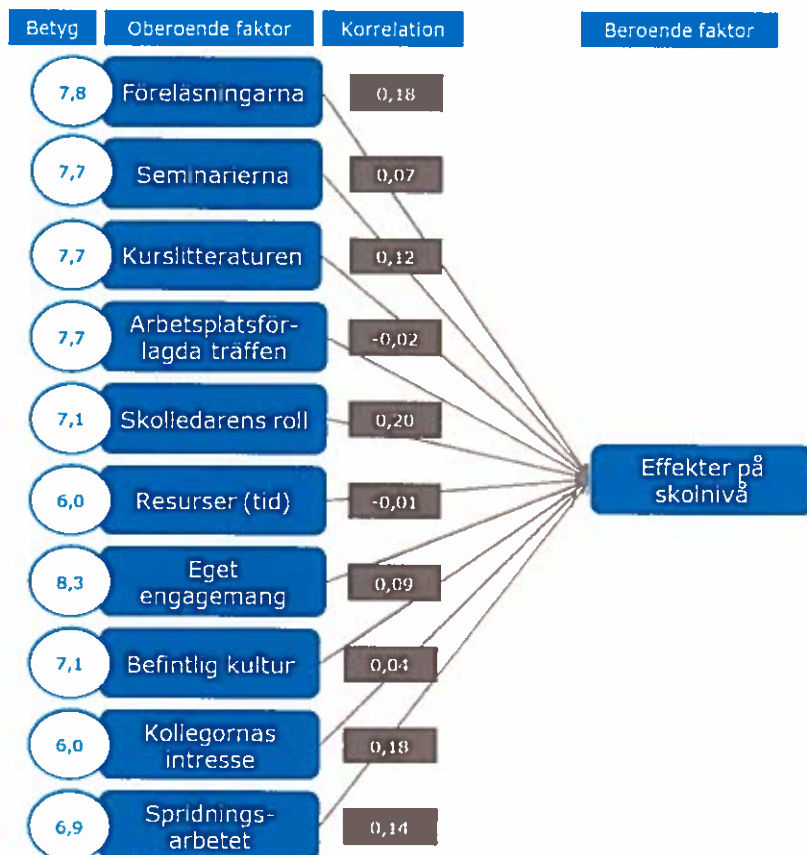 Betyg Oberoende faktor Korrelation Beroende faktor
7,8 Föreläsningarna 0,18
7,7 Seminarierna 0,07
7,7 Kurslitteraturen 0,12
7,7 Arbetsplatsför-
lagda träffen -0,02
7,1 Skolledarens roll 0,20
Effekter på
skolnivå
6,0 Resurser (tid) -0,01
8,3 Eget
engagemang 0,09
7,1 Befintlig kultur 0,04
6,0 Kollegornas
intresse 0,18
6,9 Spridnings-
arbetet 0,14